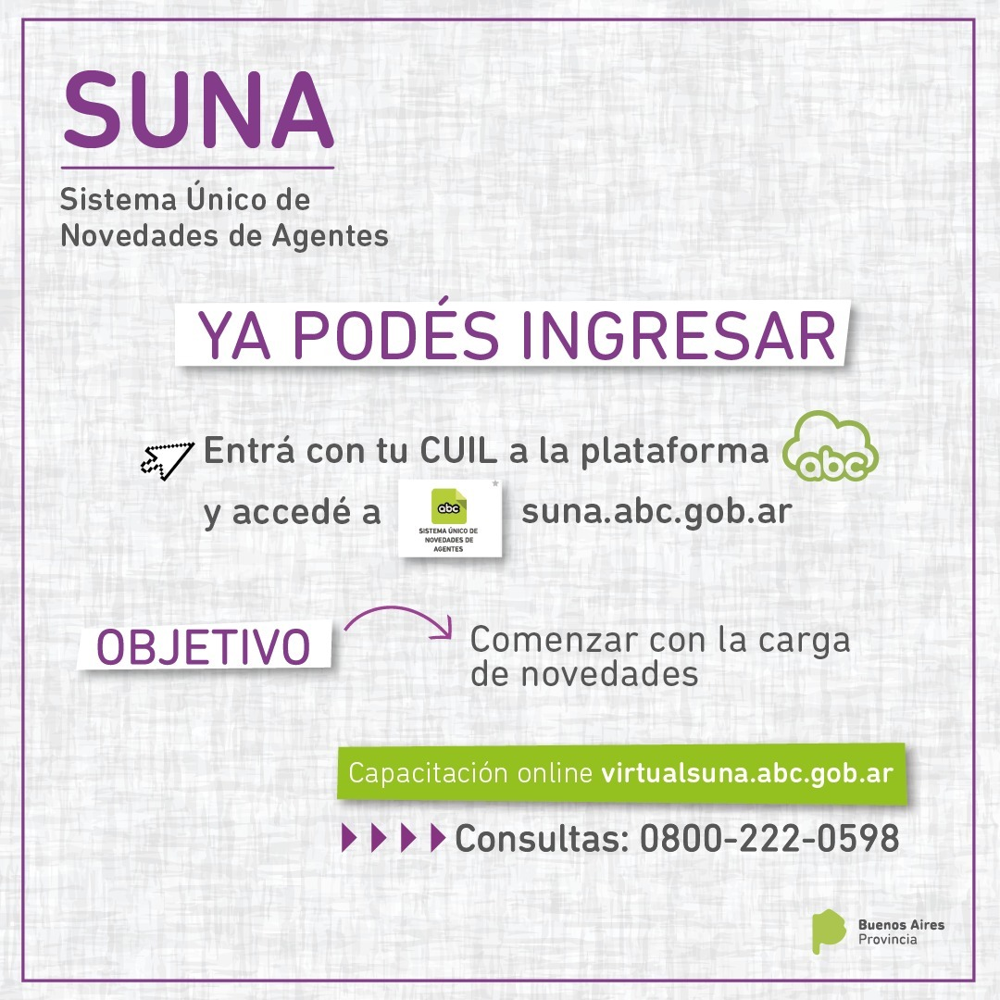 SUNA
Sistema Único de
Novedades de Agentes
YA PODÉS INGRESAR
Entrá con tu CUIL a la plataforma abc
y accedé a
abc
SISTEMA ÚNICO DE
NOVEDADES DE
AGENTES
suna.abc.gob.ar
OBJETIVO
Comenzar con la carga
de novedades
Capacitación online virtualsuna.abc.gob.ar
Consultas: 0800-222-0598
Buenos Aires
Provincia